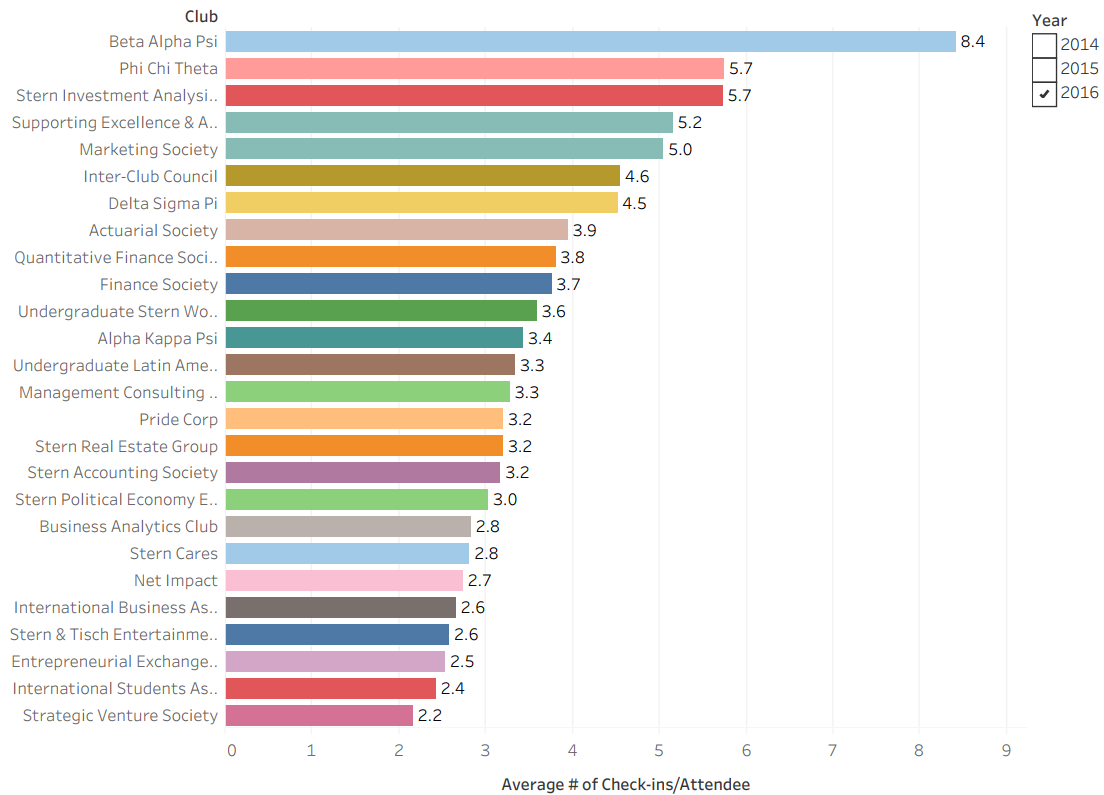 Club
Beta Alpha Psi 8.4
Phi Chi Theta 5.7
Stern Investment Analysi.. 5.7
Supporting Excellence & A.. 5.2
Marketing Society 5.0
Inter-Club Council 4.6
Delta Sigma Pi 4.5
Actuarial Society 3.9
Quantitative Finance Soci.. 3.8
Finance Society 3.7
Undergraduate Stern Wo.. 3.6
Alpha Kappa Psi 3.4
Undergraduate Latin Ame.. 3.3
Management Consulting .. 3.3
Pride Corp 3.2
Stern Real Estate Group 3.2
Stern Accounting Society 3.2
Stern Political Economy E.. 3.0
Business Analytics Club 2.8
Stern Cares 2.8
Net Impact 2.7
International Business As.. 2.6
Stern & Tisch Entertainme.. 2.6
Entrepreneurial Exchange.. 2.5
International Students As.. 2.4
Strategic Venture Society 2.2
0 1 2 3 4 5 6 7 8 9
Average # of Check-ins/Attendee
Year
2014
2015
2016